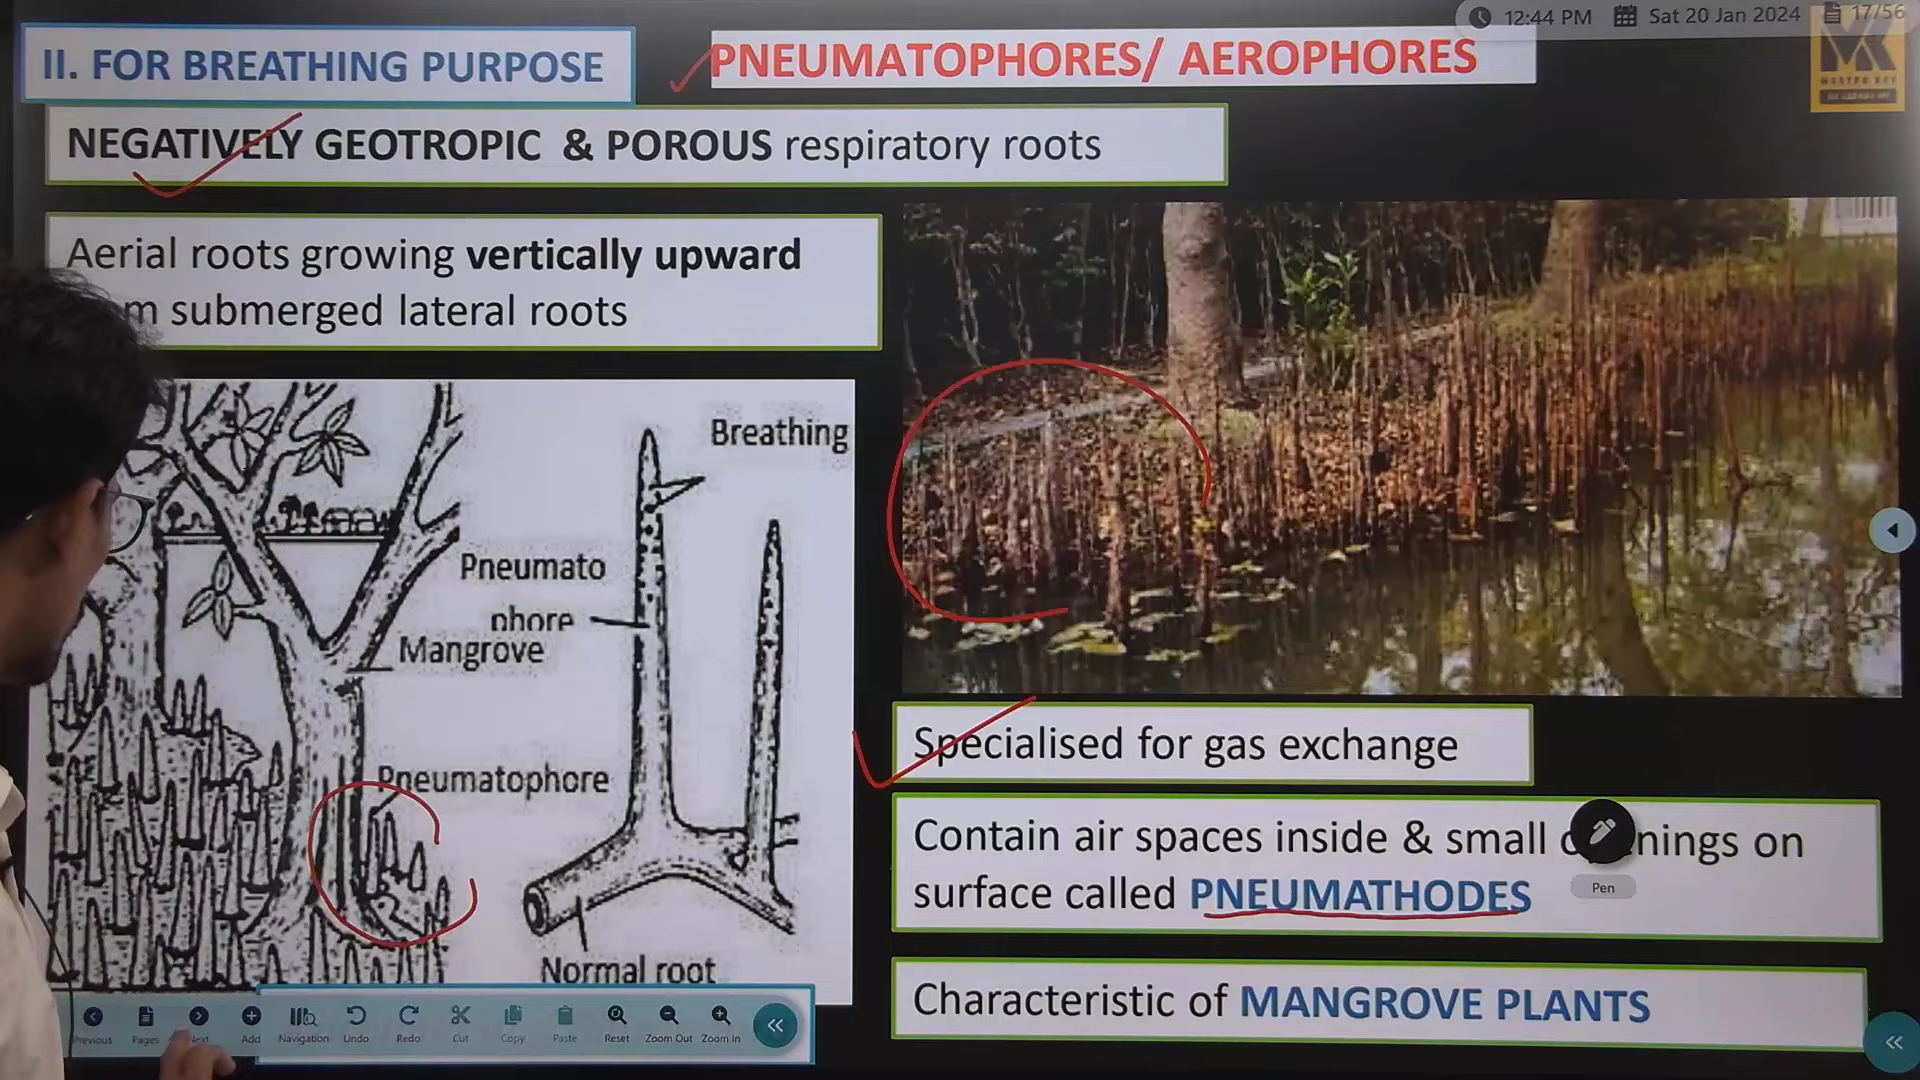 12:44 PM Sat 20 Jan 2024 17/56
II. FOR BREATHING PURPOSE
PNEUMATOPHORES/ AEROPHORES
NEGATIVELY GEOTROPIC & POROUS respiratory roots
Aerial roots growing vertically upward
m submerged lateral roots
Breathing
Pneumato
phore
Mangrove
Pneumatophore
Normal root
Specialised for gas exchange
Contain air spaces inside & small nings on
surface called PNEUMATHODES
Pen
Characteristic of MANGROVE PLANTS
Previous Pages Next Add Navigation Undo Redo Cut Copy Paste Reset Zoom Out Zoom In